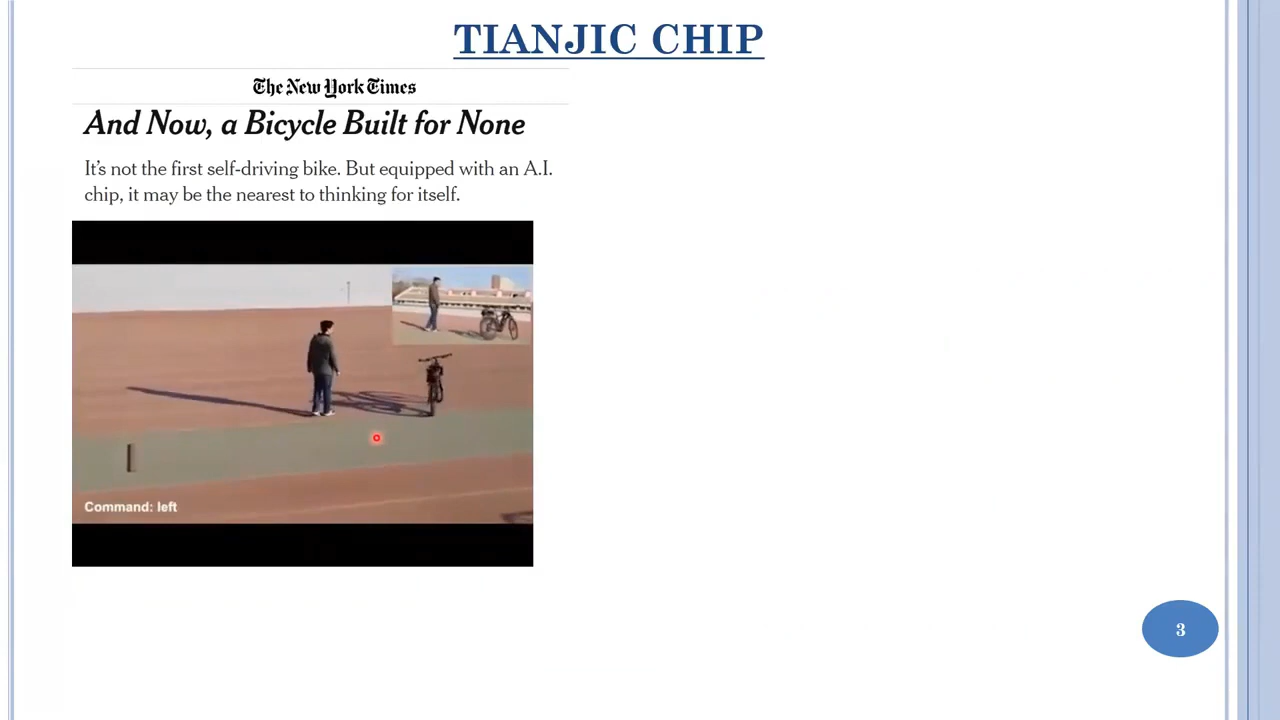 TIANJIC CHIP
The New York Times
And Now, a Bicycle Built for None
It’s not the first self-driving bike. But equipped with an A.I.
chip, it may be the nearest to thinking for itself.
Command: left
3